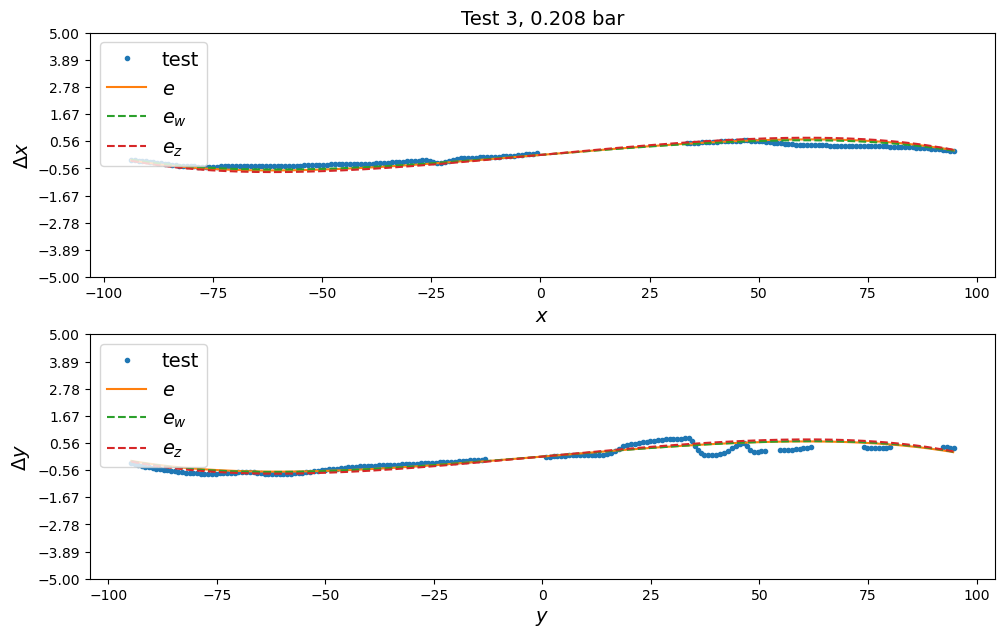 Test 3, 0.208 bar
5.00
3.89
2.78
1.67
0.56
−0.56
−1.67
−2.78
−3.89
−5.00
Δx
test
e
e_w
e_z
−100 −75 −50 −25 0 25 50 75 100
x
5.00
3.89
2.78
1.67
0.56
−0.56
−1.67
−2.78
−3.89
−5.00
Δy
test
e
e_w
e_z
−100 −75 −50 −25 0 25 50 75 100
y